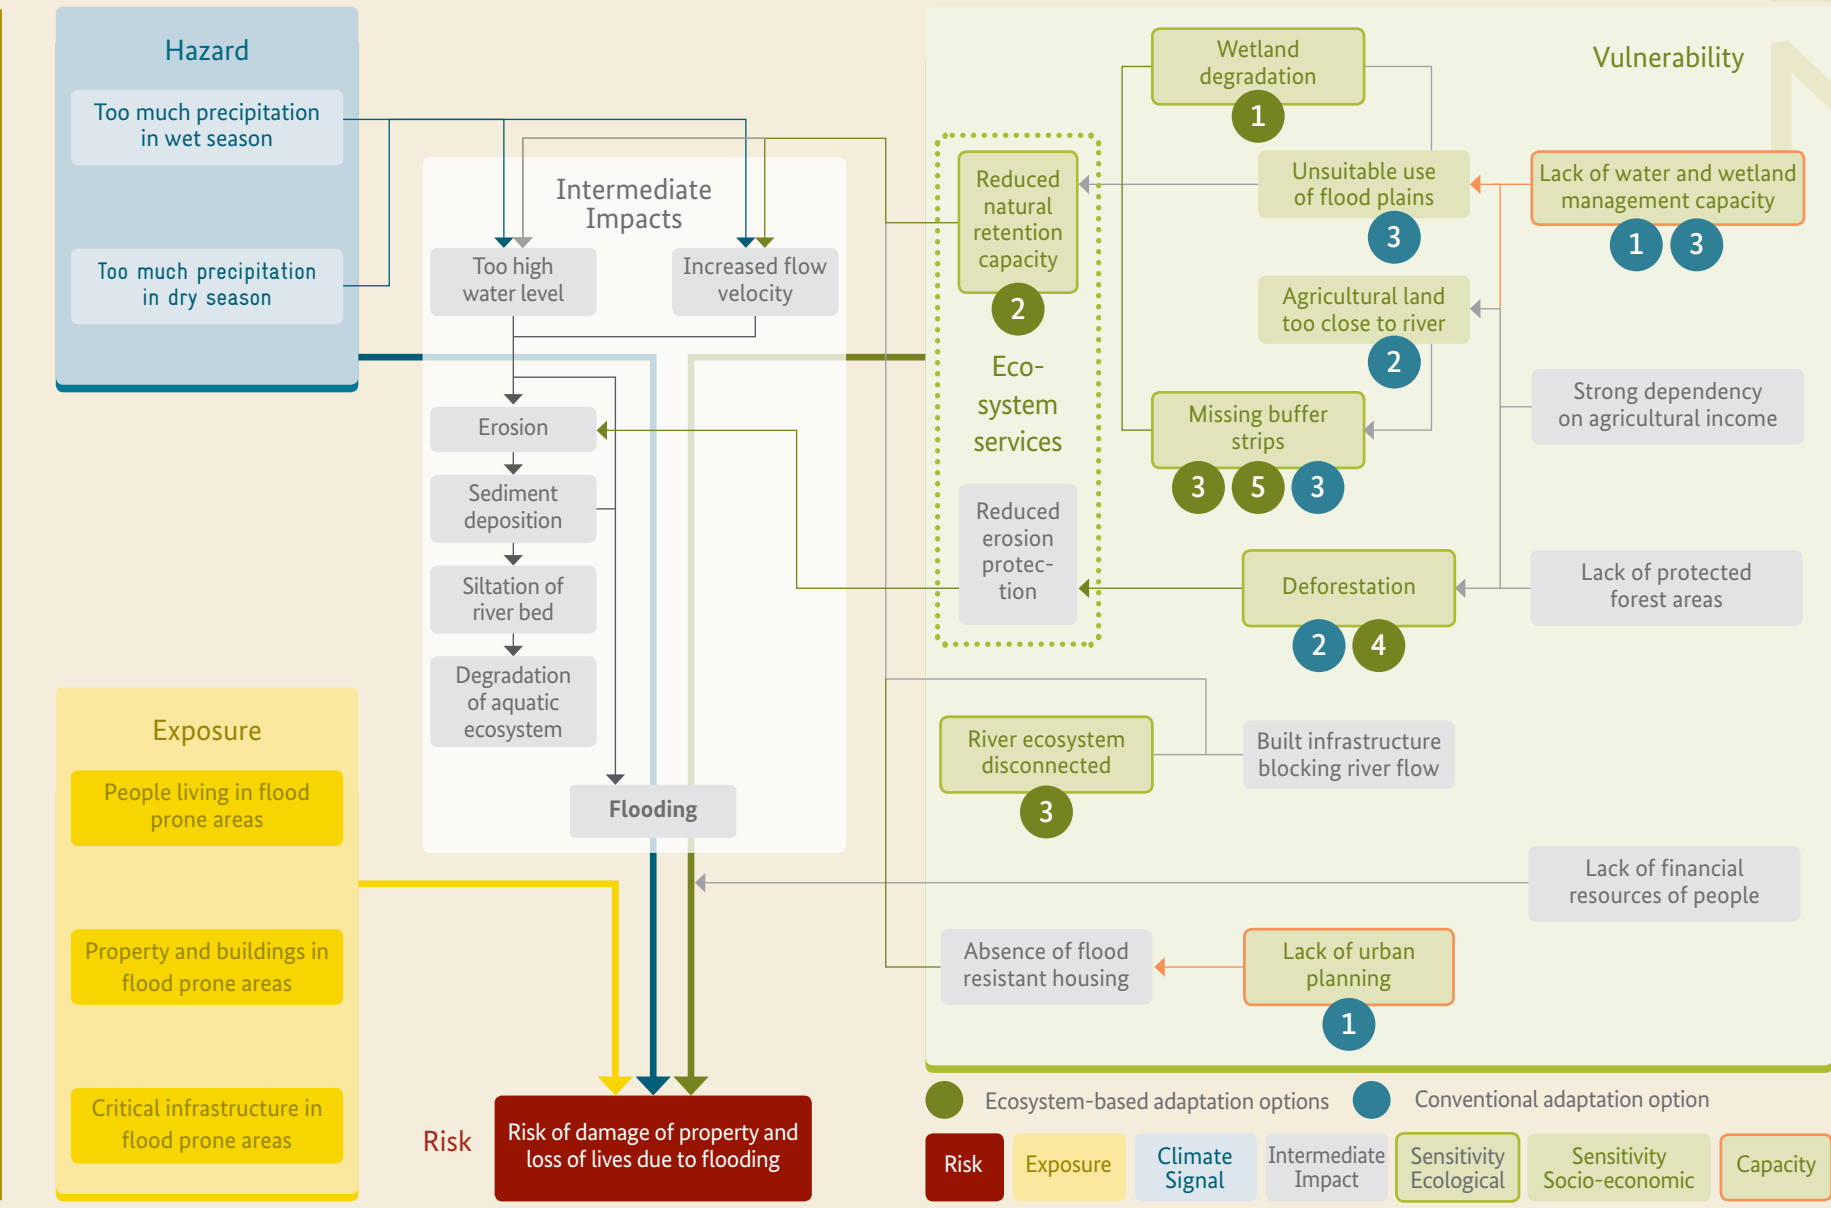 Hazard
Too much precipitation
in wet season
Too much precipitation
in dry season
Intermediate
Impacts
Too high
water level
Increased flow
velocity
Erosion
Sediment
deposition
Siltation of
river bed
Degradation
of aquatic
ecosystem
Flooding
Exposure
People living in flood
prone areas
Property and buildings in
flood prone areas
Critical infrastructure in
flood prone areas
Risk
Risk of damage of property and
loss of lives due to flooding
Vulnerability
Wetland
degradation
1
Reduced
natural
retention
capacity
2
Eco-
system
services
Reduced
erosion
protec-
tion
Unsuitable use
of flood plains
3
Lack of water and wetland
management capacity
1 3
Agricultural land
too close to river
2
Strong dependency
on agricultural income
Missing buffer
strips
3 5 3
Deforestation
2 4
Lack of protected
forest areas
River ecosystem
disconnected
3
Built infrastructure
blocking river flow
Lack of financial
resources of people
Absence of flood
resistant housing
Lack of urban
planning
1
Ecosystem-based adaptation options
Conventional adaptation option
Risk
Exposure
Climate
Signal
Intermediate
Impact
Sensitivity
Ecological
Sensitivity
Socio-economic
Capacity